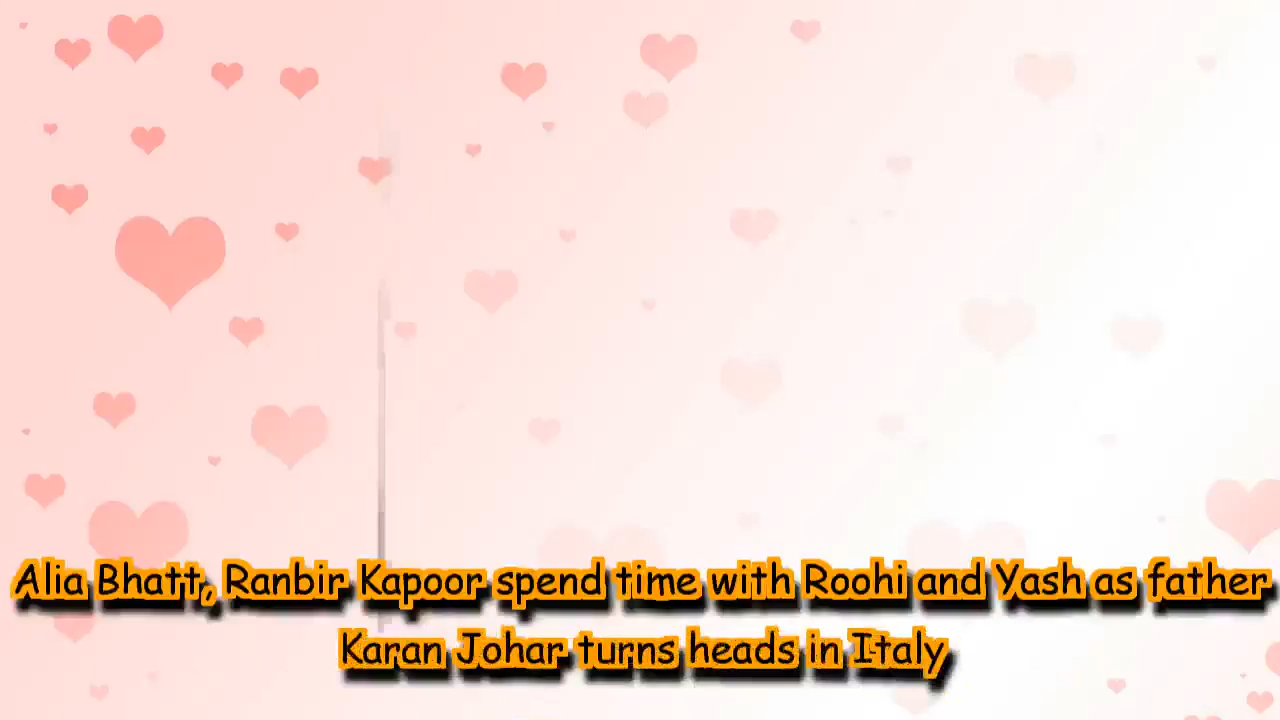 Alia Bhatt, Ranbir Kapoor spend time with Roohi and Yash as father
Karan Johar turns heads in Italy